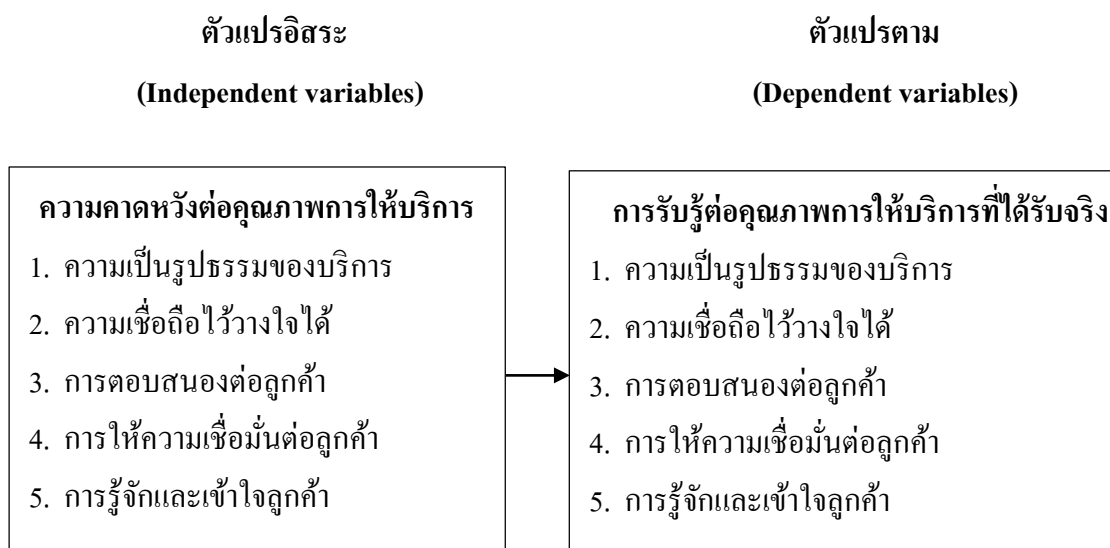 ตัวแปรอิสระ
(Independent variables)
ตัวแปรตาม
(Dependent variables)
ความคาดหวังต่อคุณภาพการให้บริการ
1. ความเป็นรูปธรรมของบริการ
2. ความเชื่อถือไว้วางใจได้
3. การตอบสนองต่อลูกค้า
4. การให้ความเชื่อมั่นต่อลูกค้า
5. การรู้จักและเข้าใจลูกค้า
การรับรู้ต่อคุณภาพการให้บริการที่ได้รับจริง
1. ความเป็นรูปธรรมของบริการ
2. ความเชื่อถือไว้วางใจได้
3. การตอบสนองต่อลูกค้า
4. การให้ความเชื่อมั่นต่อลูกค้า
5. การรู้จักและเข้าใจลูกค้า